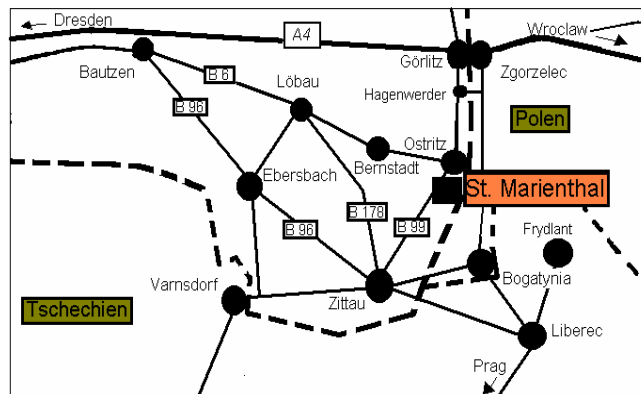 Dresden
A4
Wroclaw
Bautzen
B 6
Görlitz
Zgorzelec
Löbau
Hagenwerder
B 96
Polen
Ostritz
Bernstadt
Ebersbach
St. Marienthal
B 178
B 99
B 96
Frydlant
Varnsdorf
Bogatynia
Tschechien
Zittau
Liberec
Prag